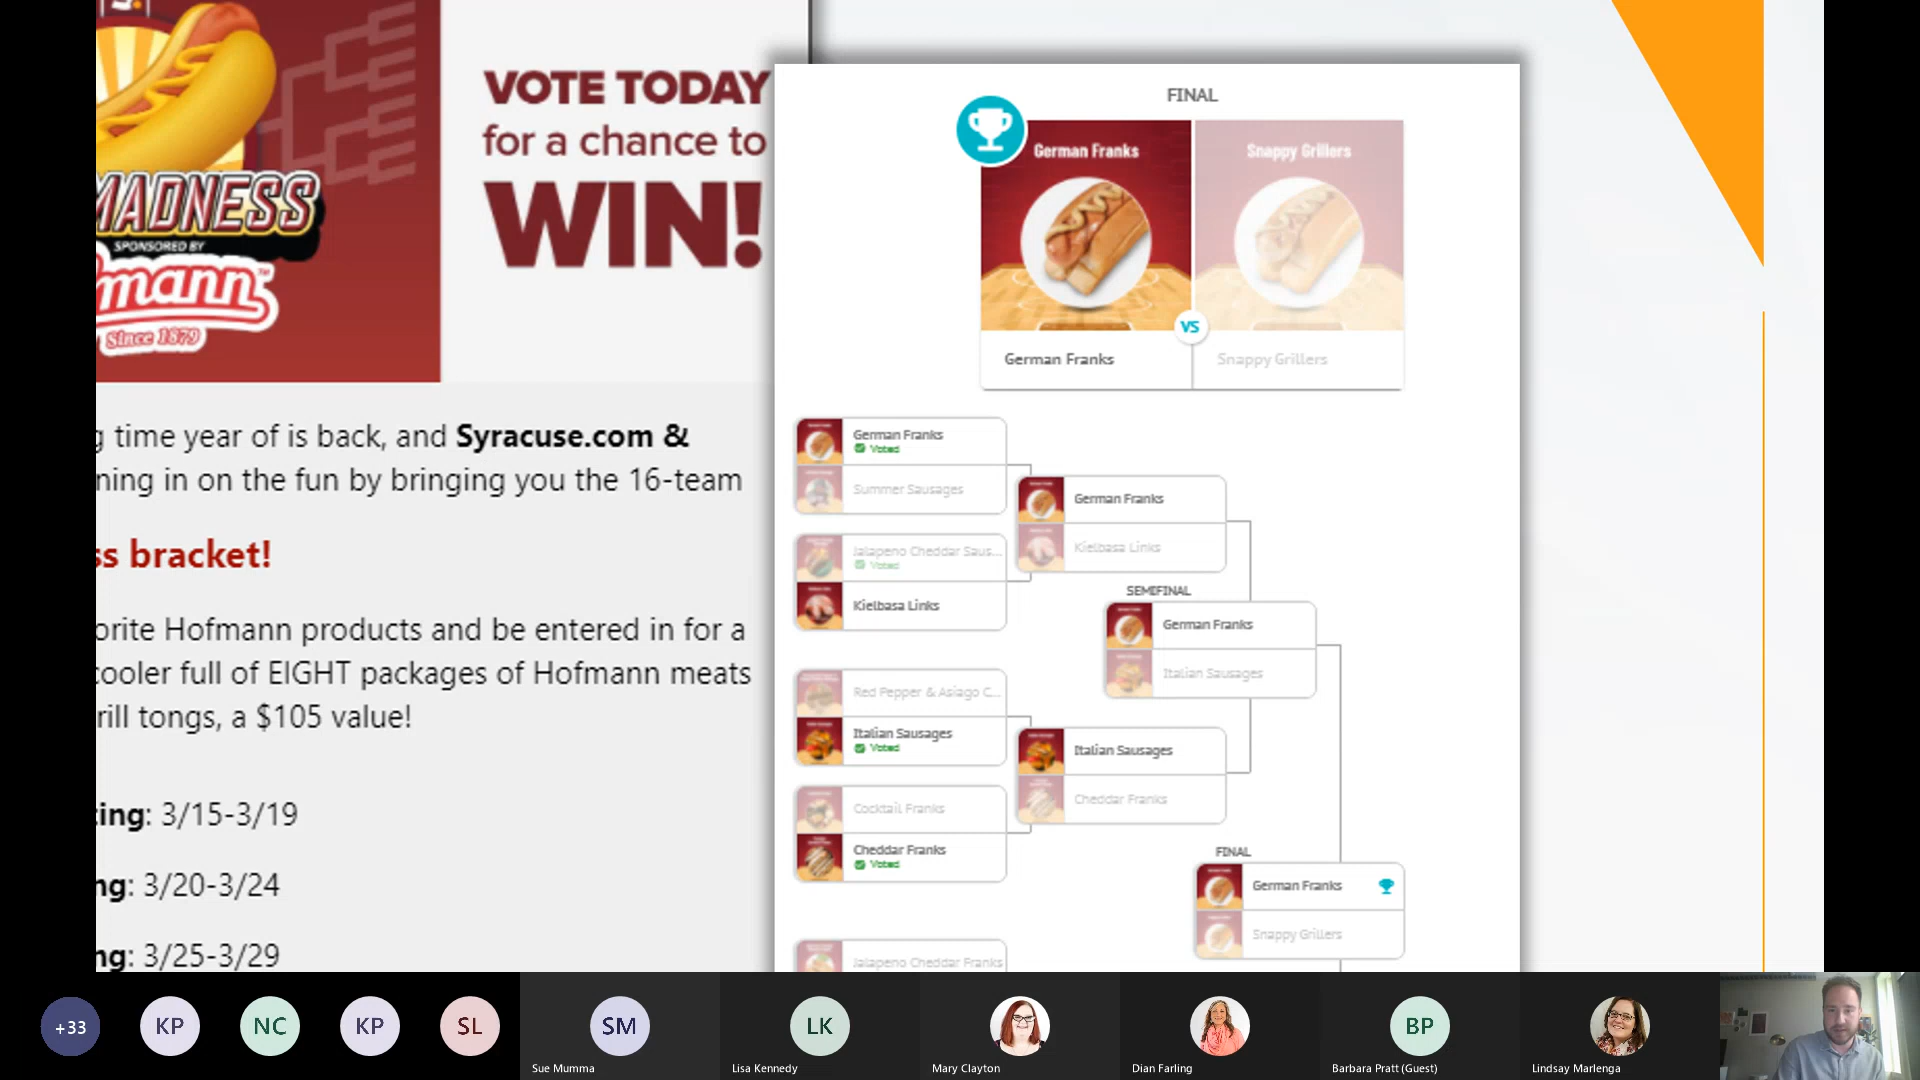 MADNESS
SPONSORED BY
mann™
Since 1879
VOTE TODAY
for a chance to
WIN!
g time year of is back, and Syracuse.com &
ning in on the fun by bringing you the 16-team
ss bracket!
orite Hofmann products and be entered in for a
cooler full of EIGHT packages of Hofmann meats
rill tongs, a $105 value!
ting: 3/15-3/19
ng: 3/20-3/24
ng: 3/25-3/29
FINAL
German Franks
Snappy Grillers
VS
German Franks
Snappy Grillers
German Franks
Voted
Summer Sausages
German Franks
Kielbasa Links
Jalapeno Cheddar Saus...
Voted
Kielbasa Links
SEMIFINAL
German Franks
Italian Sausages
Red Pepper & Asiago C...
Italian Sausages
Voted
Italian Sausages
Cheddar Franks
Cocktail Franks
Cheddar Franks
Voted
FINAL
German Franks
Snappy Grillers
Jalapeno Cheddar Franks
+33
KP
NC
KP
SL
SM
Sue Mumma
LK
Lisa Kennedy
Mary Clayton
Dian Farling
BP
Barbara Pratt (Guest)
Lindsay Marlenga